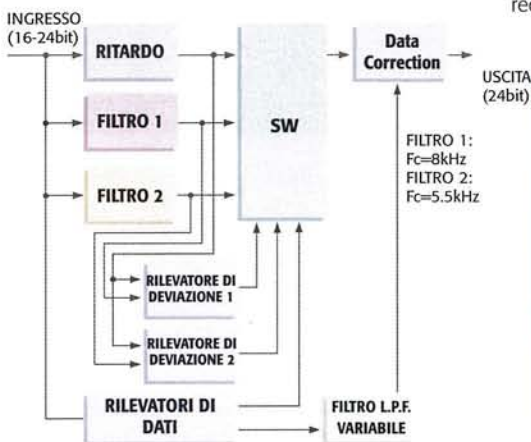 INGRESSO
(16-24bit)
RITARDO
FILTRO 1
FILTRO 2
SW
Data
Correction
USCITA
(24bit)
FILTRO 1:
Fc=8kHz
FILTRO 2:
Fc=5.5kHz
RILEVATORE DI
DEVIAZIONE 1
RILEVATORE DI
DEVIAZIONE 2
RILEVATORI DI
DATI
FILTRO L.P.F.
VARIABILE